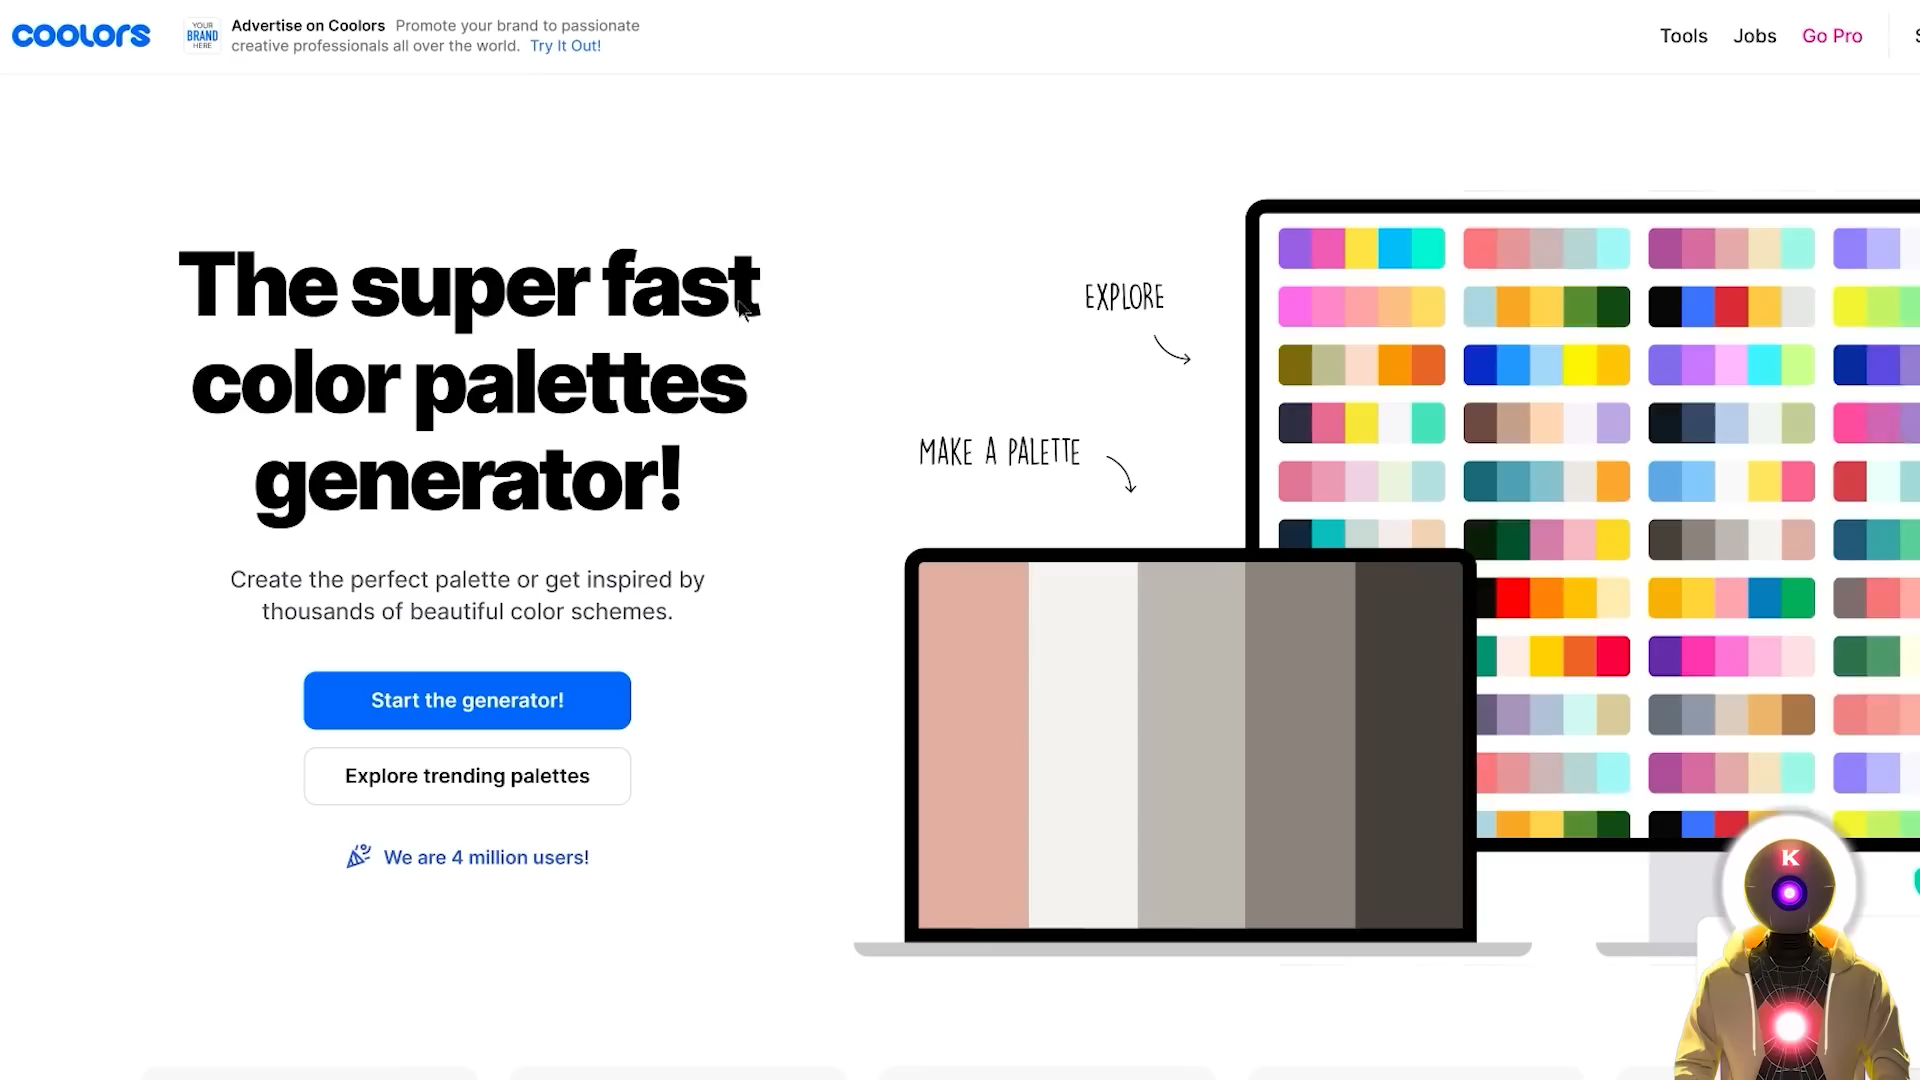 coolors
YOUR
BRAND
HERE
Advertise on Coolors Promote your brand to passionate
creative professionals all over the world. Try It Out!
Tools
Jobs
Go Pro
The super fast
color palettes
generator!
Create the perfect palette or get inspired by
thousands of beautiful color schemes.
Start the generator!
Explore trending palettes
We are 4 million users!
EXPLORE
MAKE A PALETTE
K